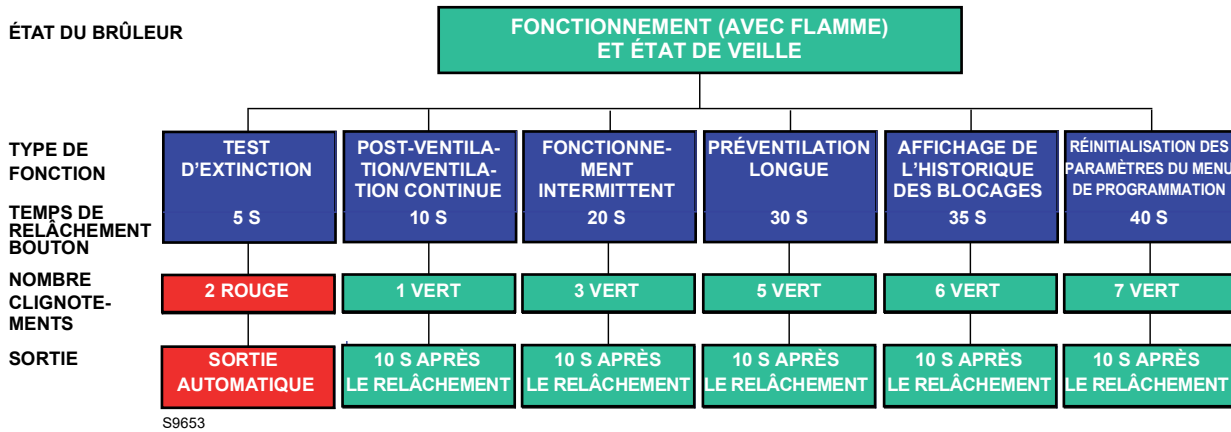 ÉTAT DU BRÛLEUR
FONCTIONNEMENT (AVEC FLAMME)
ET ÉTAT DE VEILLE
TYPE DE
FONCTION
TEST
D'EXTINCTION
POST-VENTILA-
TION/VENTILA-
TION CONTINUE
FONCTIONNE-
MENT
INTERMITTENT
PRÉVENTILATION
LONGUE
AFFICHAGE DE
L'HISTORIQUE
DES BLOCAGES
RÉINITIALISATION DES
PARAMÈTRES DU MENU
DE PROGRAMMATION
TEMPS DE
RELÂCHEMENT
BOUTON
5 S
10 S
20 S
30 S
35 S
40 S
NOMBRE
CLIGNOTE-
MENTS
2 ROUGE
1 VERT
3 VERT
5 VERT
6 VERT
7 VERT
SORTIE
SORTIE
AUTOMATIQUE
10 S APRÈS
LE RELÂCHEMENT
10 S APRÈS
LE RELÂCHEMENT
10 S APRÈS
LE RELÂCHEMENT
10 S APRÈS
LE RELÂCHEMENT
10 S APRÈS
LE RELÂCHEMENT
S9653